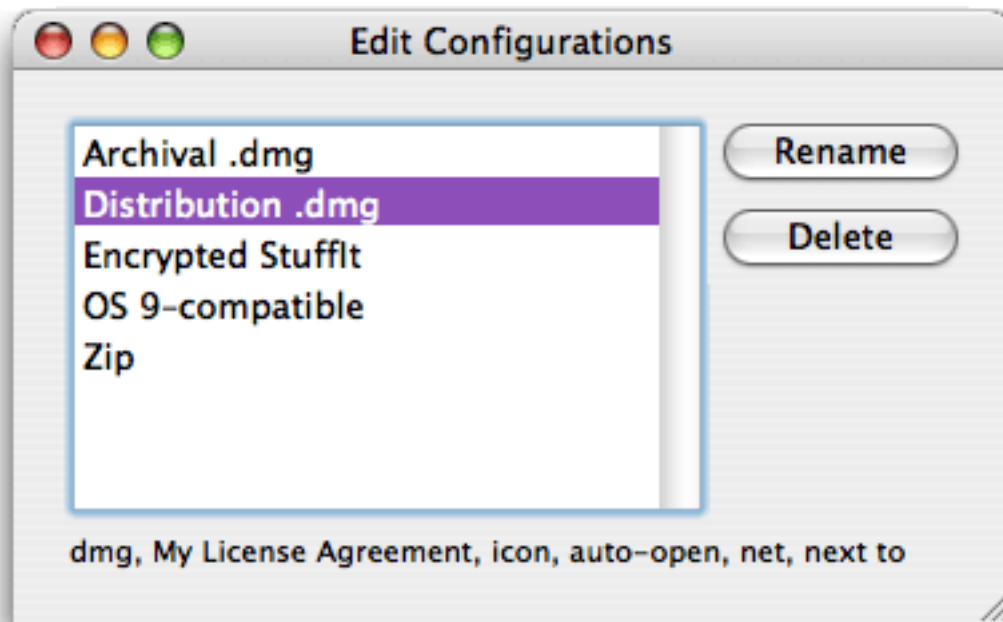 Edit Configurations
Archival .dmg
Distribution .dmg
Encrypted StuffIt
OS 9-compatible
Zip
Rename
Delete
dmg, My License Agreement, icon, auto-open, net, next to